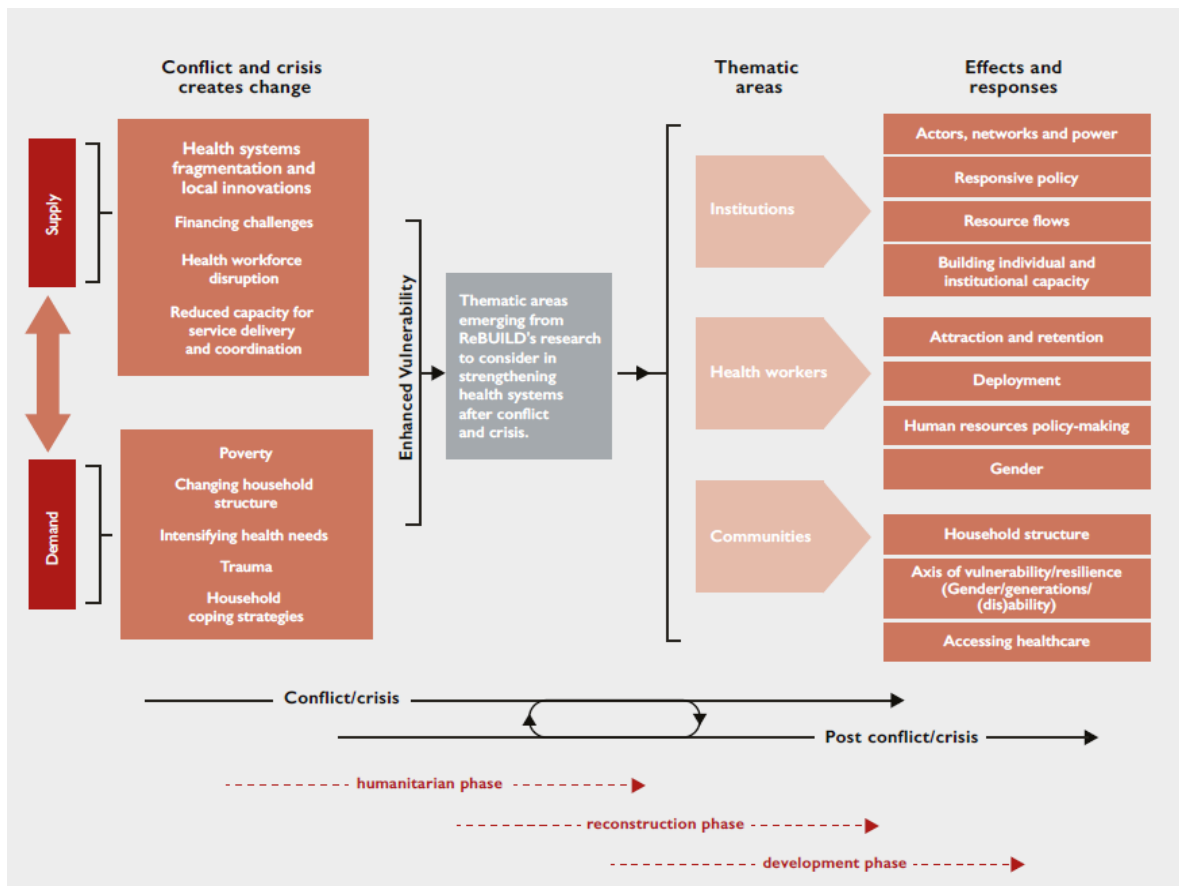 Conflict and crisis
creates change
Thematic
areas
Effects and
responses
Supply
Health systems
fragmentation and
local innovations
Financing challenges
Health workforce
disruption
Reduced capacity for
service delivery
and coordination
Demand
Poverty
Changing household
structure
Intensifying health needs
Trauma
Household
coping strategies
Enhanced Vulnerability
Thematic areas
emerging from
ReBUILD's research
to consider in
strengthening
health systems
after conflict
and crisis.
Institutions
Actors, networks and power
Responsive policy
Resource flows
Building individual and
institutional capacity
Health workers
Attraction and retention
Deployment
Human resources policy-making
Gender
Communities
Household structure
Axis of vulnerability/resilience
(Gender/generations/
(dis)ability)
Accessing healthcare
Conflict/crisis
Post conflict/crisis
humanitarian phase
reconstruction phase
development phase